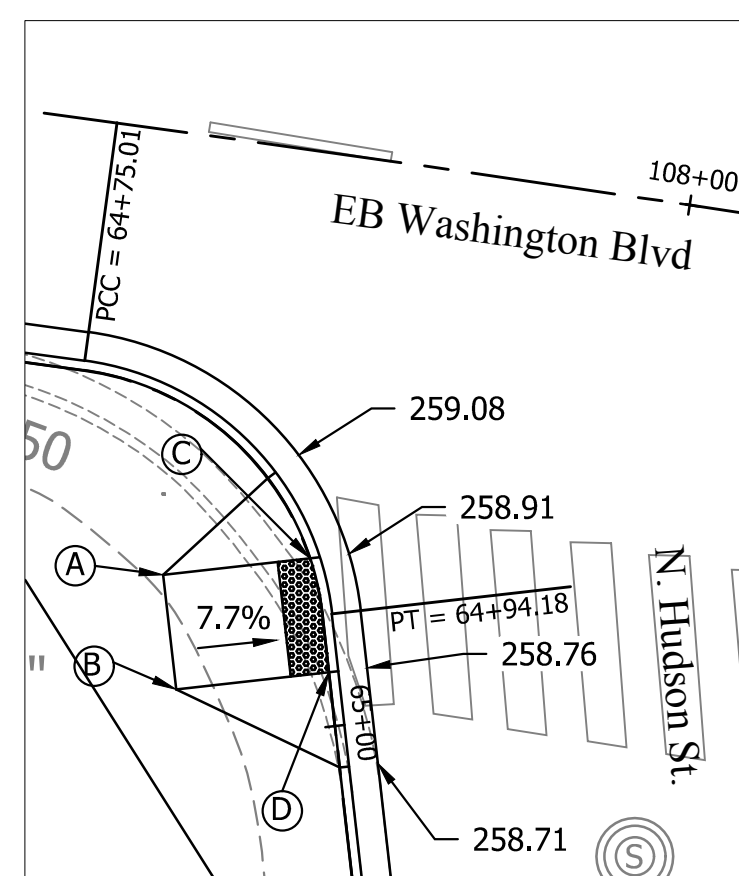 PCC = 64+75.01
108+00
EB Washington Blvd
259.08
50
C
258.91
A
7.7%
PT = 64+94.18
N. Hudson St.
B
"
258.76
65+00
D
258.71
S